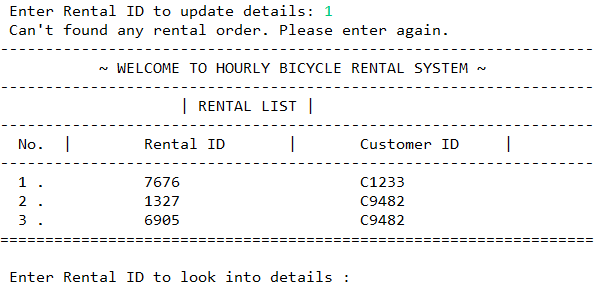 Enter Rental ID to update details: 1
Can't found any rental order. Please enter again.
------------------------------------------------------------------
~ WELCOME TO HOURLY BICYCLE RENTAL SYSTEM ~
------------------------------------------------------------------
| RENTAL LIST |
------------------------------------------------------------------
No. | Rental ID | Customer ID |
------------------------------------------------------------------
1 . 7676 C1233
2 . 1327 C9482
3 . 6905 C9482
==================================================================
Enter Rental ID to look into details :